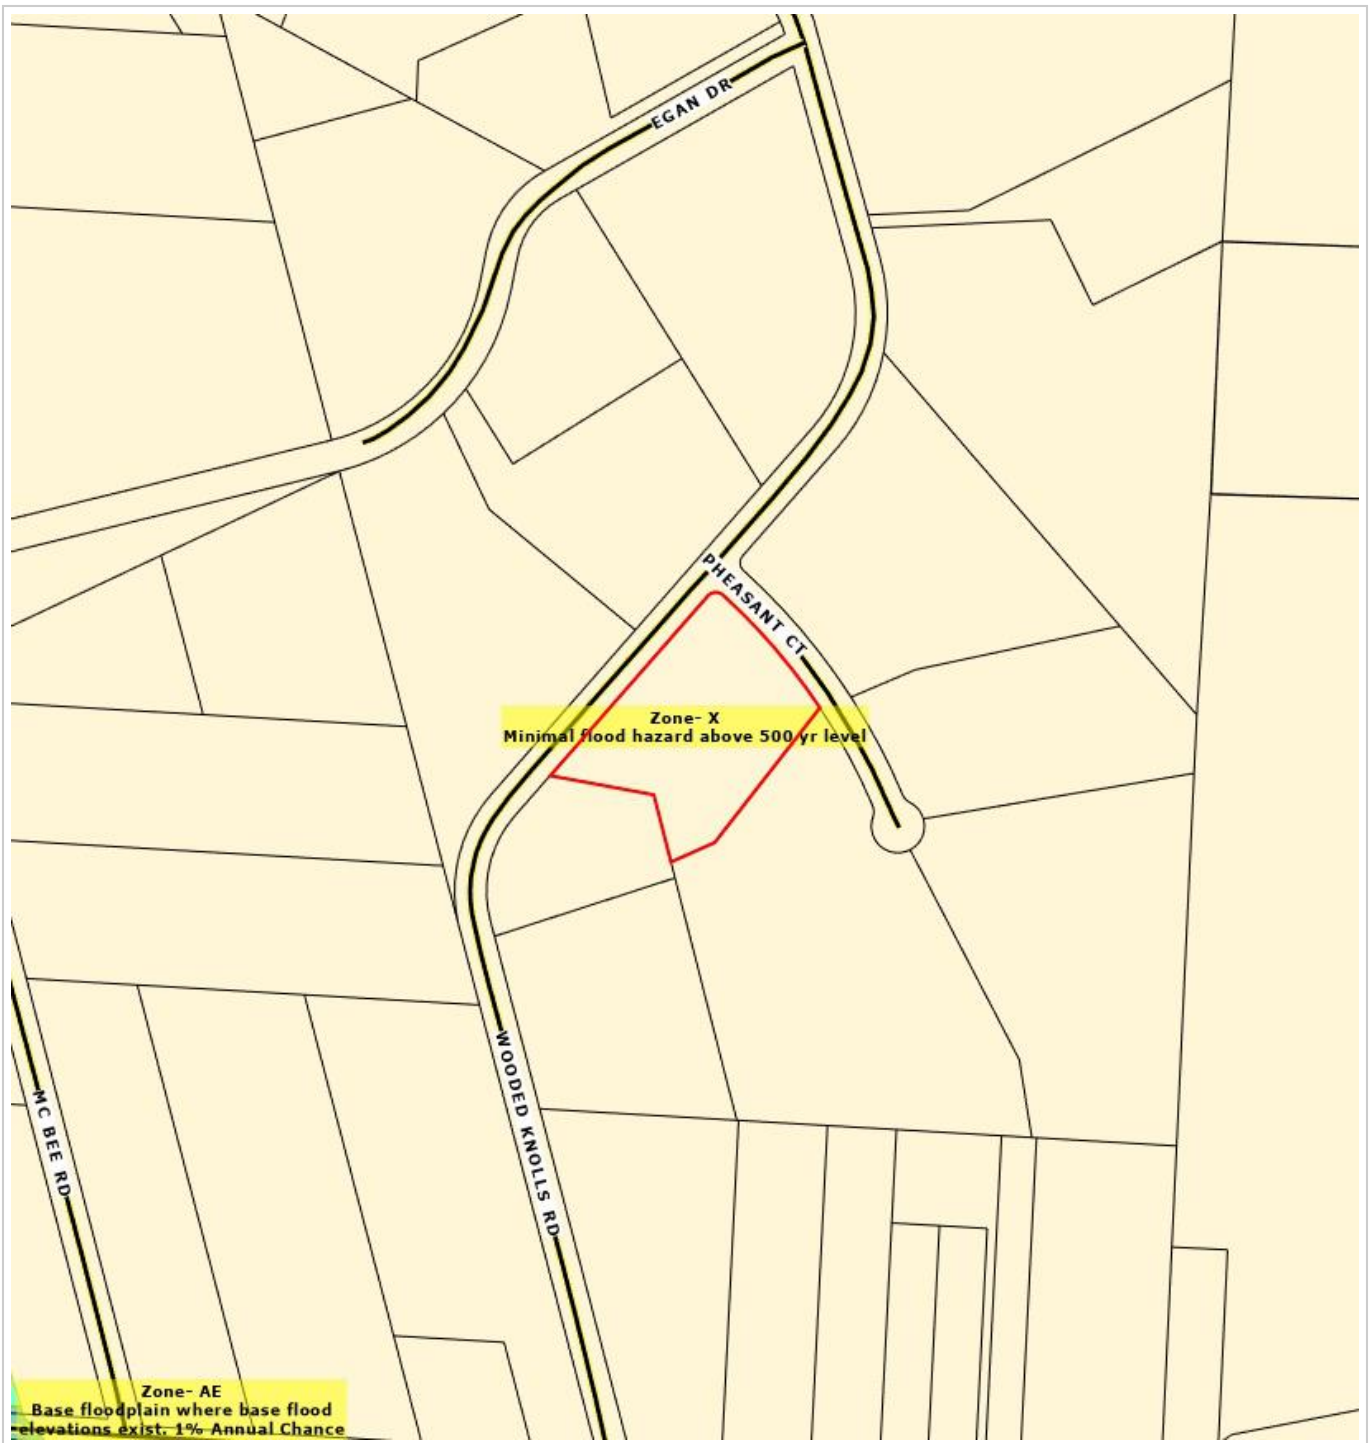 EGAN DR
PHEASANT CT
Zone- X
Minimal flood hazard above 500 yr level
WOODED KNOLLS RD
MC BEE RD
Zone- AE
Base floodplain where base flood
elevations exist. 1% Annual Chance